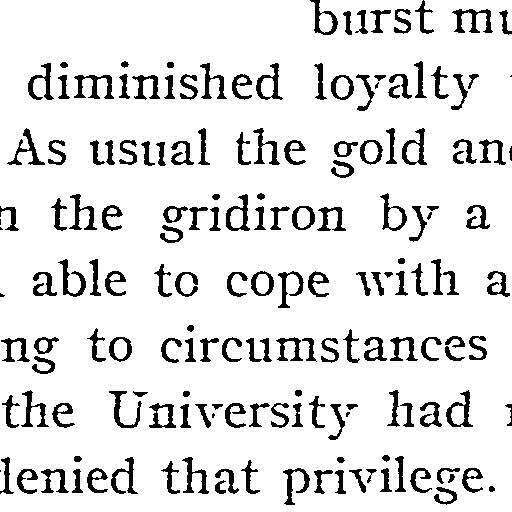 burst mu
diminished loyalty
As usual the gold an
n the gridiron by a
able to cope with a
ng to circumstances
the University had
denied that privilege.